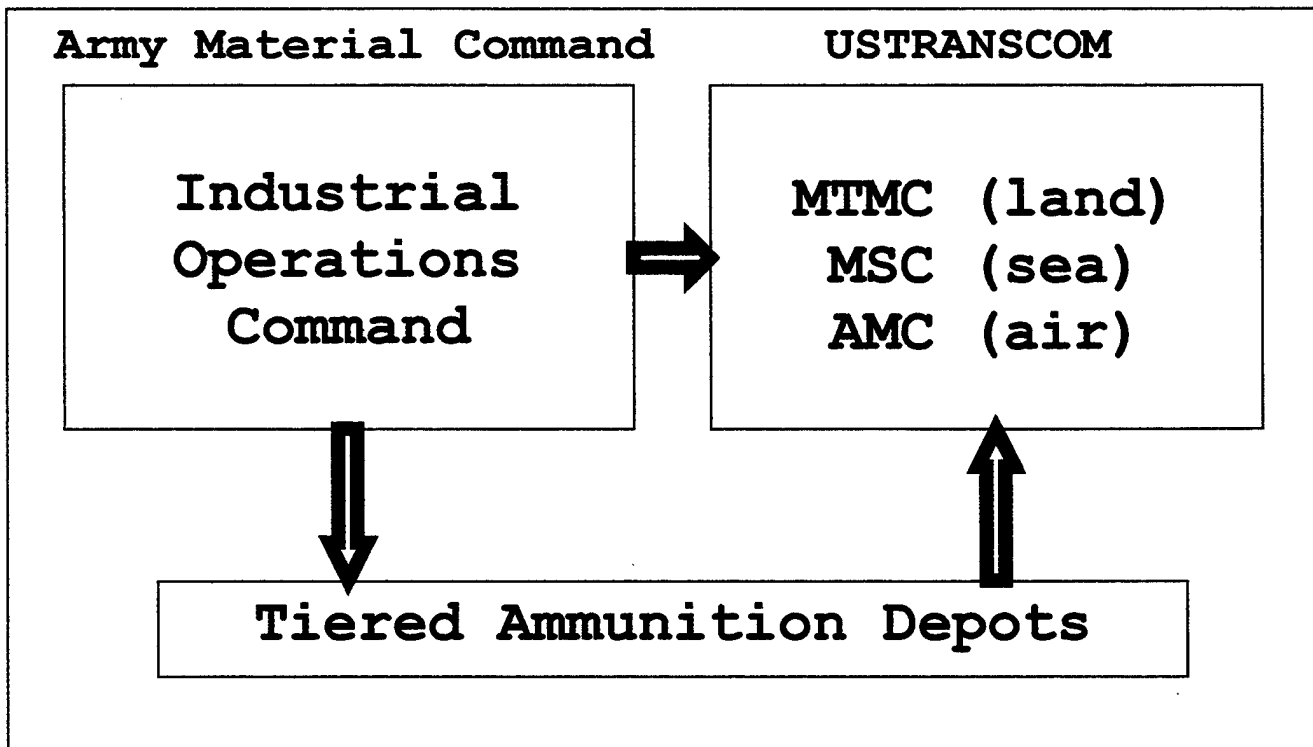 Army Material Command
USTRANSCOM
Industrial
Operations
Command
MTMC (land)
MSC (sea)
AMC (air)
Tiered Ammunition Depots